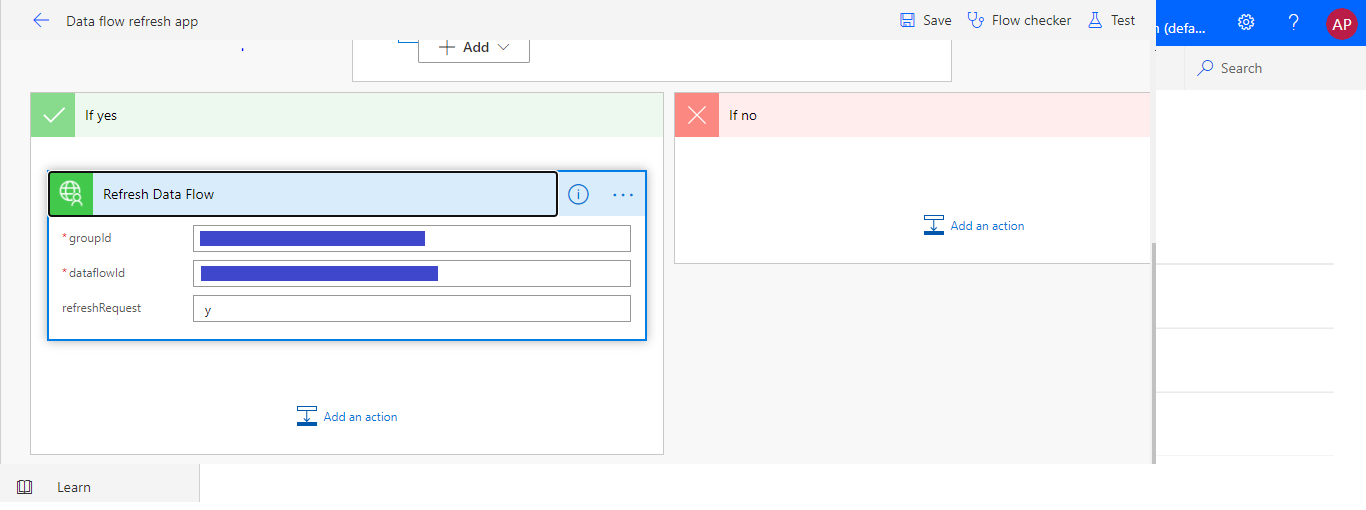 Data flow refresh app
Save
Flow checker
Test
(defa...
?
AP
Add
Search
If yes
If no
Refresh Data Flow
i
...
* groupId
* dataflowId
refreshRequest
y
Add an action
Add an action
Learn